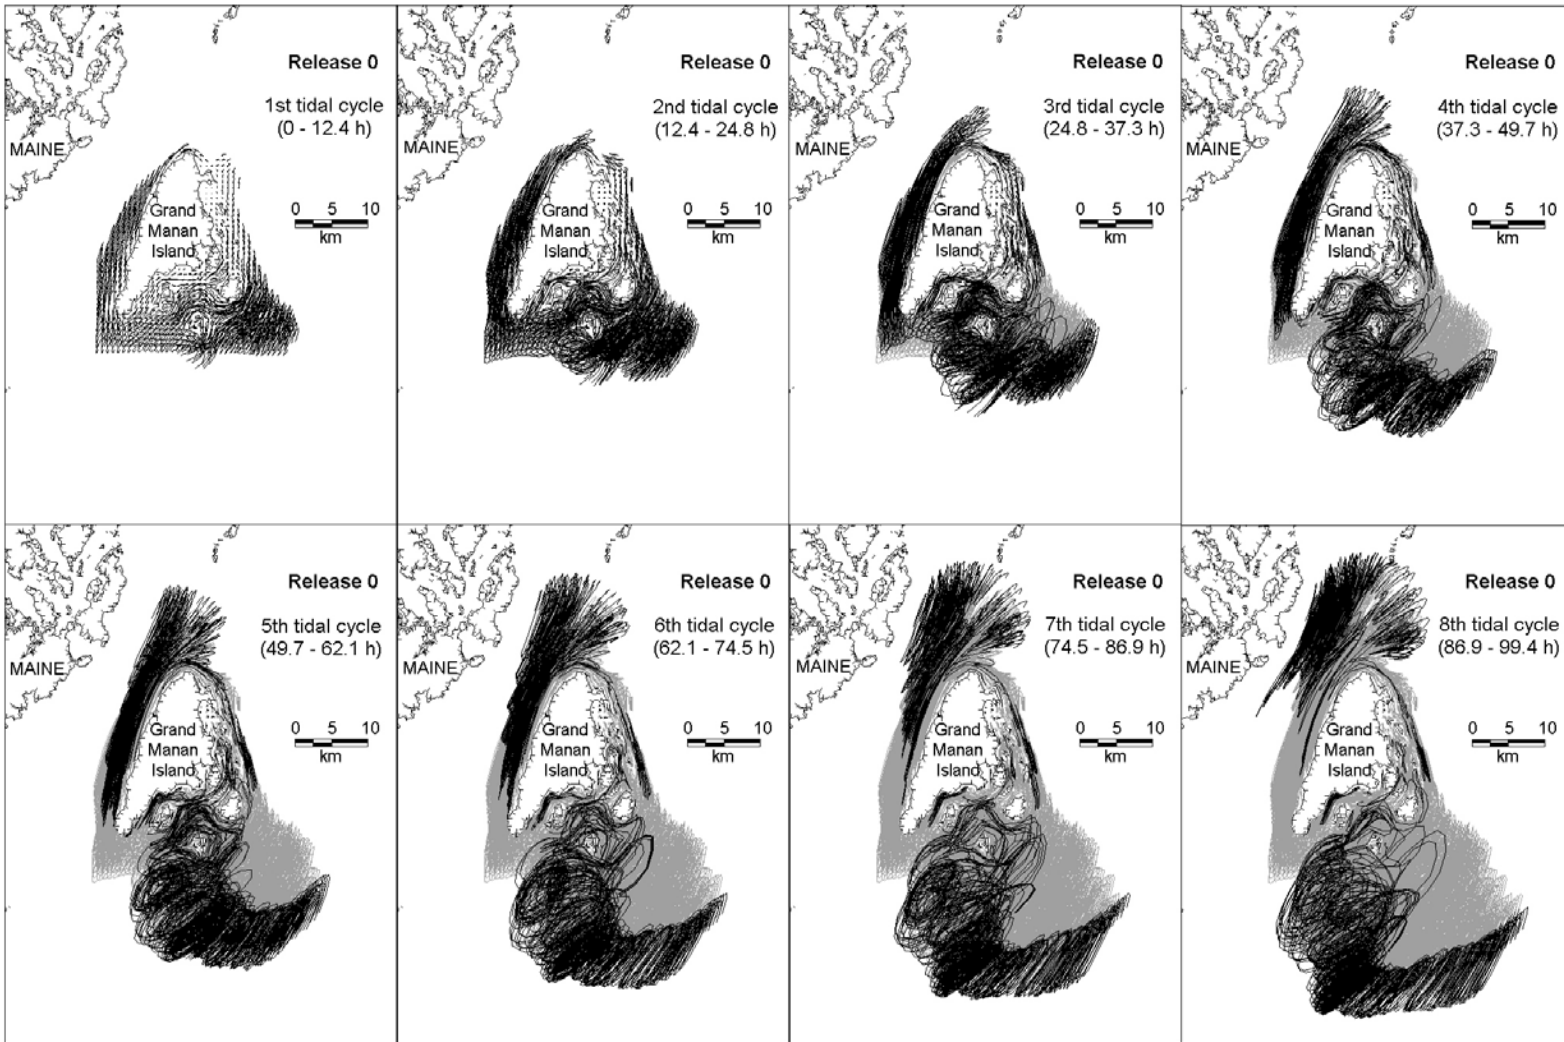 Release 0
1st tidal cycle
(0 - 12.4 h)
MAINE
Grand
Manan
Island
0 5 10
km
Release 0
2nd tidal cycle
(12.4 - 24.8 h)
MAINE
Grand
Manan
Island
0 5 10
km
Release 0
3rd tidal cycle
(24.8 - 37.3 h)
MAINE
Grand
Manan
Island
0 5 10
km
Release 0
4th tidal cycle
(37.3 - 49.7 h)
MAINE
Grand
Manan
Island
0 5 10
km
Release 0
5th tidal cycle
(49.7 - 62.1 h)
MAINE
Grand
Manan
Island
0 5 10
km
Release 0
6th tidal cycle
(62.1 - 74.5 h)
MAINE
Grand
Manan
Island
0 5 10
km
Release 0
7th tidal cycle
(74.5 - 86.9 h)
MAINE
Grand
Manan
Island
0 5 10
km
Release 0
8th tidal cycle
(86.9 - 99.4 h)
MAINE
Grand
Manan
Island
0 5 10
km